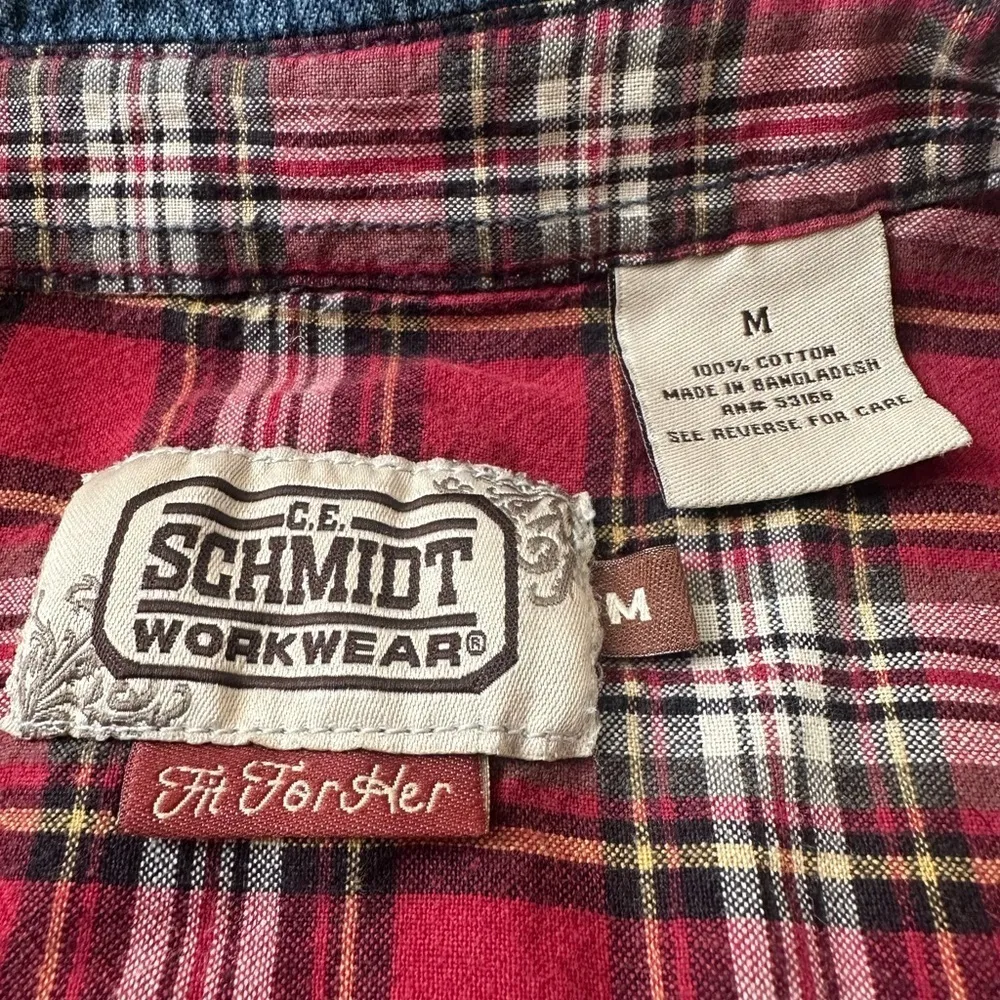 M
100% COTTON
MADE IN BANGLADESH
RN# 53166
SEE REVERSE FOR CARE
C.E.
SCHMIDT
WORKWEAR®
M
Fit For Her